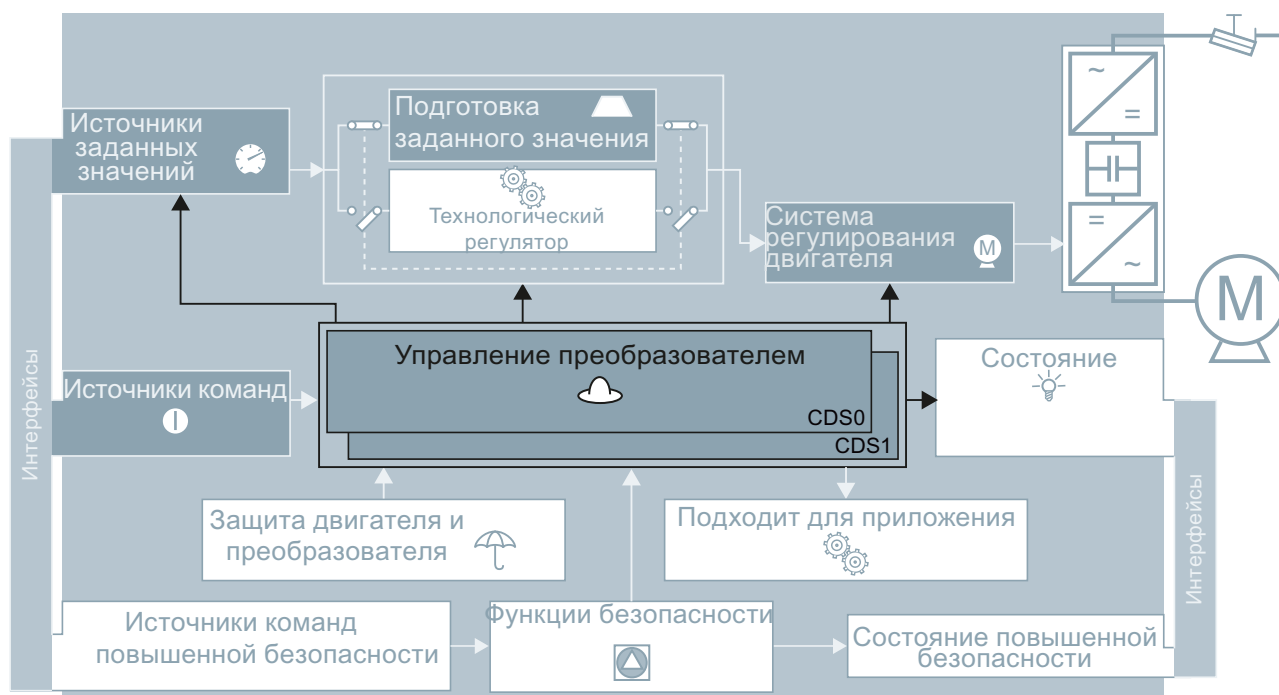 Источники
заданных
значений
Подготовка
заданного значения
Технологический
регулятор
Система
регулирования
двигателя
M
~
=
=
~
M
Интерфейсы
Источники команд
Управление преобразователем
CDS0
CDS1
Состояние
Интерфейсы
Защита двигателя и
преобразователя
Подходит для приложения
Источники команд
повышенной безопасности
Функции безопасности
Состояние повышенной
безопасности